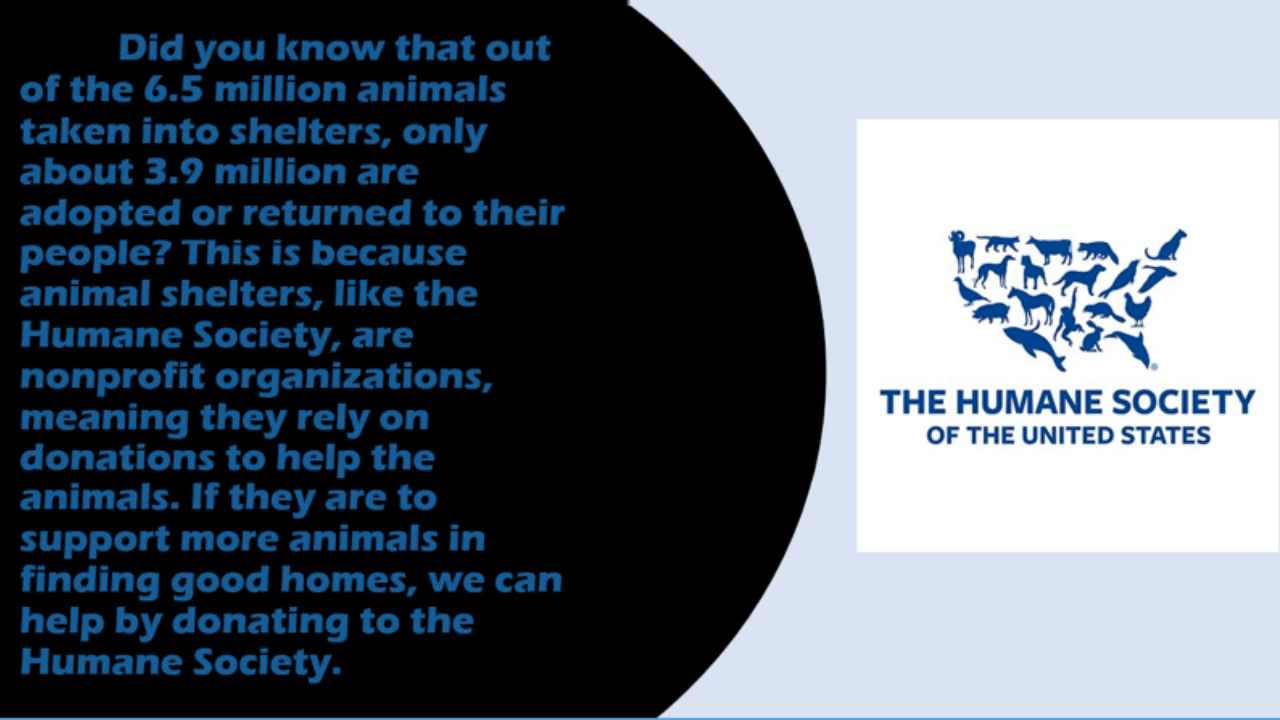 Did you know that out
of the 6.5 million animals
taken into shelters, only
about 3.9 million are
adopted or returned to their
people? This is because
animal shelters, like the
Humane Society, are
nonprofit organizations,
meaning they rely on
donations to help the
animals. If they are to
support more animals in
finding good homes, we can
help by donating to the
Humane Society.
THE HUMANE SOCIETY
OF THE UNITED STATES